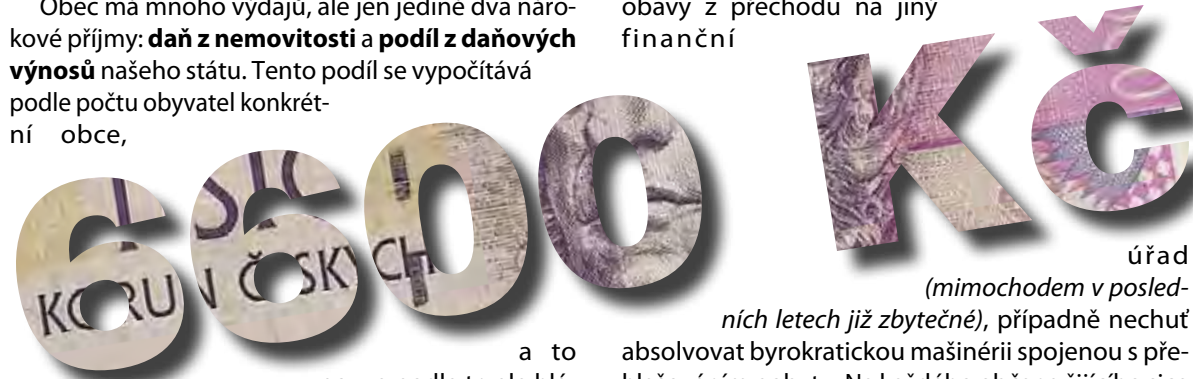 Obec má mnoho výdajů, ale jen jediné dva náro-
kové příjmy: daň z nemovitosti a podíl z daňových
výnosů našeho státu. Tento podíl se vypočítává
podle počtu obyvatel konkrét-
ní obce,
6600 Kč
a to
obavy z přechodu na jiný
finanční
úřad
(mimochodem v posled-
ních letech již zbytečné), případně nechuť
absolvovat byrokratickou mašinérii spojenou s pře-